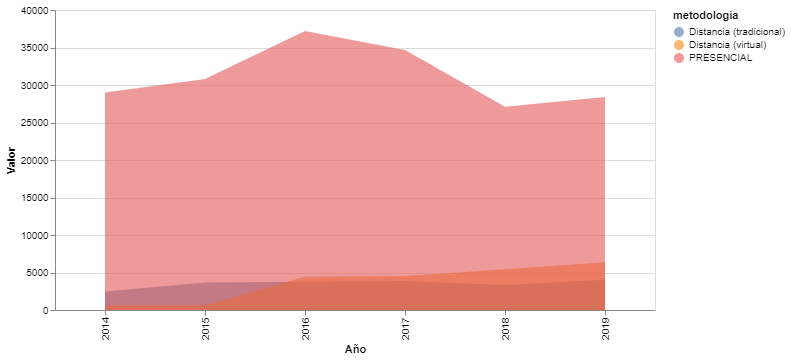 metodologia
Distancia (tradicional)
Distancia (virtual)
PRESENCIAL
40000
35000
30000
25000
20000
15000
10000
5000
0
Valor
2014
2015
2016
2017
2018
2019
Año